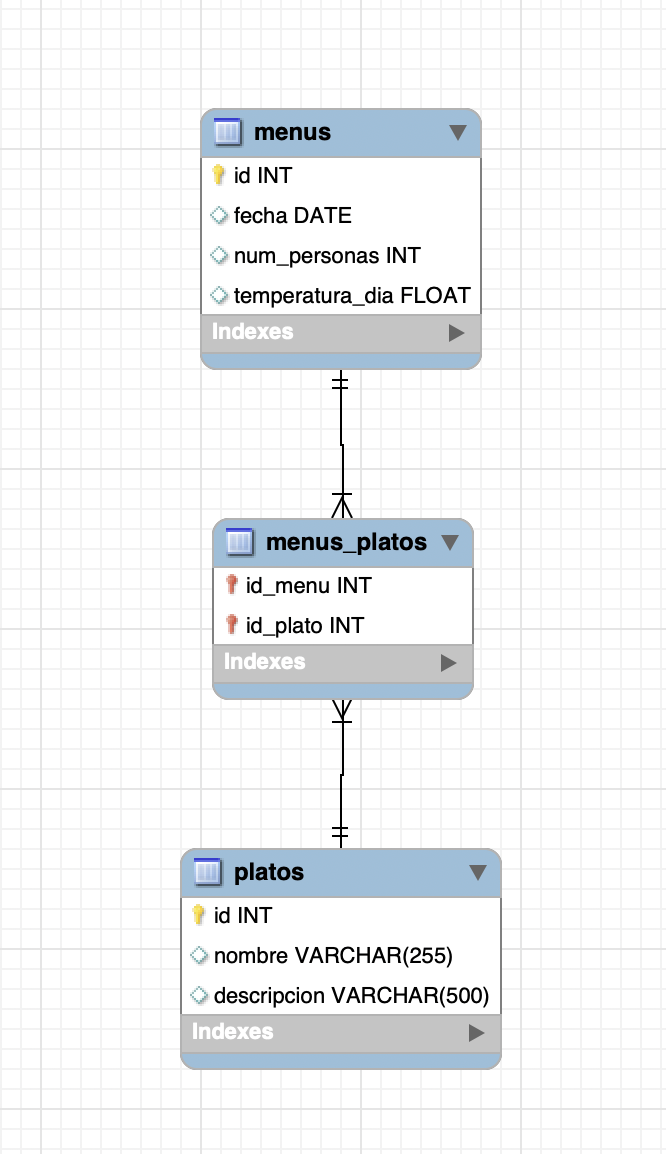 menus
id INT
fecha DATE
num_personas INT
temperatura_dia FLOAT
Indexes
menus_platos
id_menu INT
id_plato INT
Indexes
platos
id INT
nombre VARCHAR(255)
descripcion VARCHAR(500)
Indexes